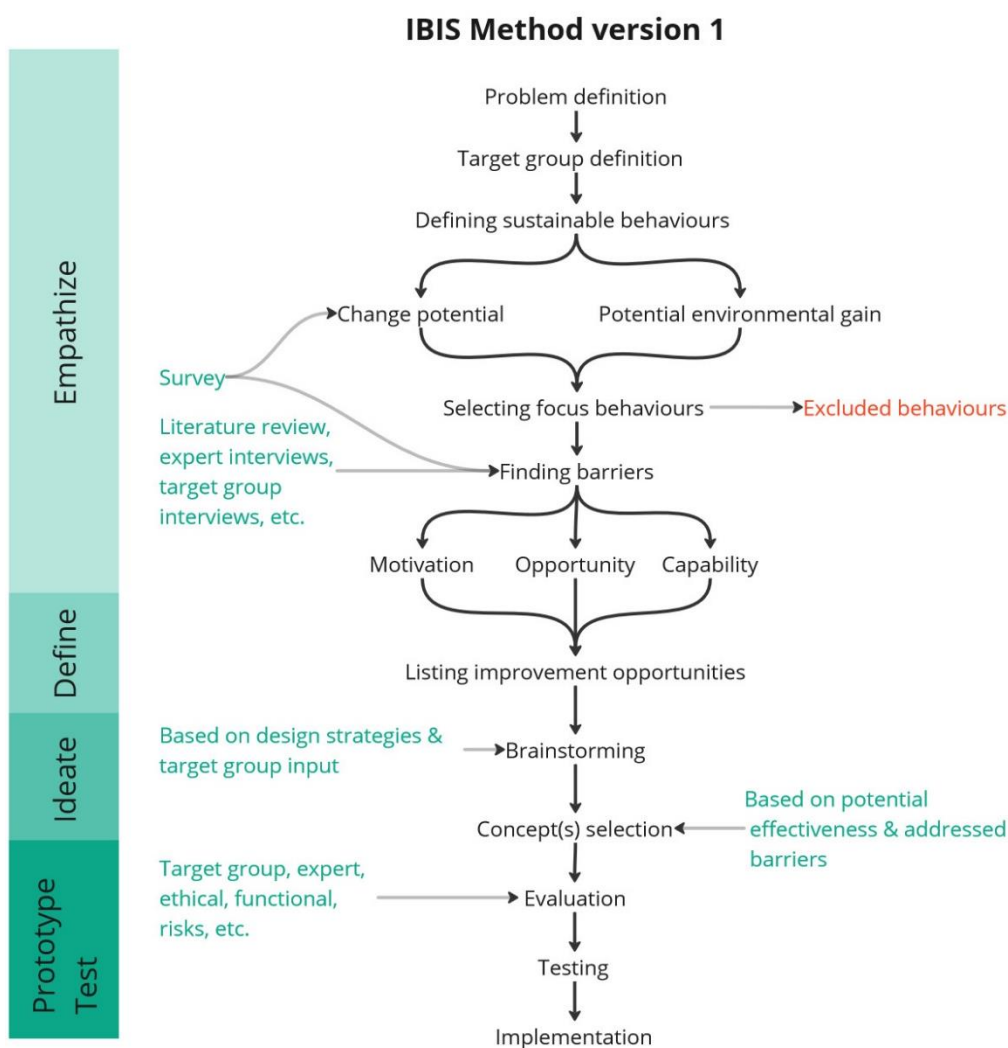 IBIS Method version 1
Empathize
Define
Ideate
Prototype
Test
Problem definition
Target group definition
Defining sustainable behaviours
Change potential
Potential environmental gain
Survey
Selecting focus behaviours
Excluded behaviours
Literature review,
expert interviews,
target group
interviews, etc.
Finding barriers
Motivation
Opportunity
Capability
Listing improvement opportunities
Based on design strategies &
target group input
Brainstorming
Concept(s) selection
Based on potential
effectiveness & addressed
barriers
Target group, expert,
ethical, functional,
risks, etc.
Evaluation
Testing
Implementation